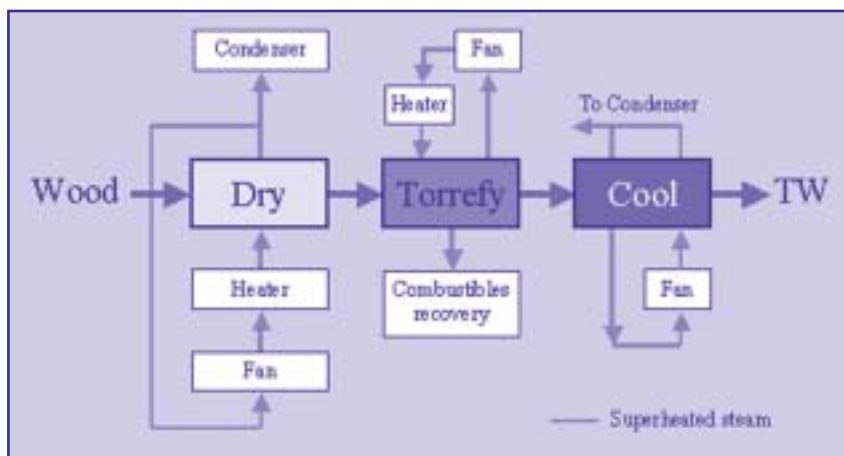 Condenser
Fan
Heater
To Condenser
Wood
Dry
Torrefy
Cool
TW
Heater
Combustibles
recovery
Fan
Fan
Superheated steam